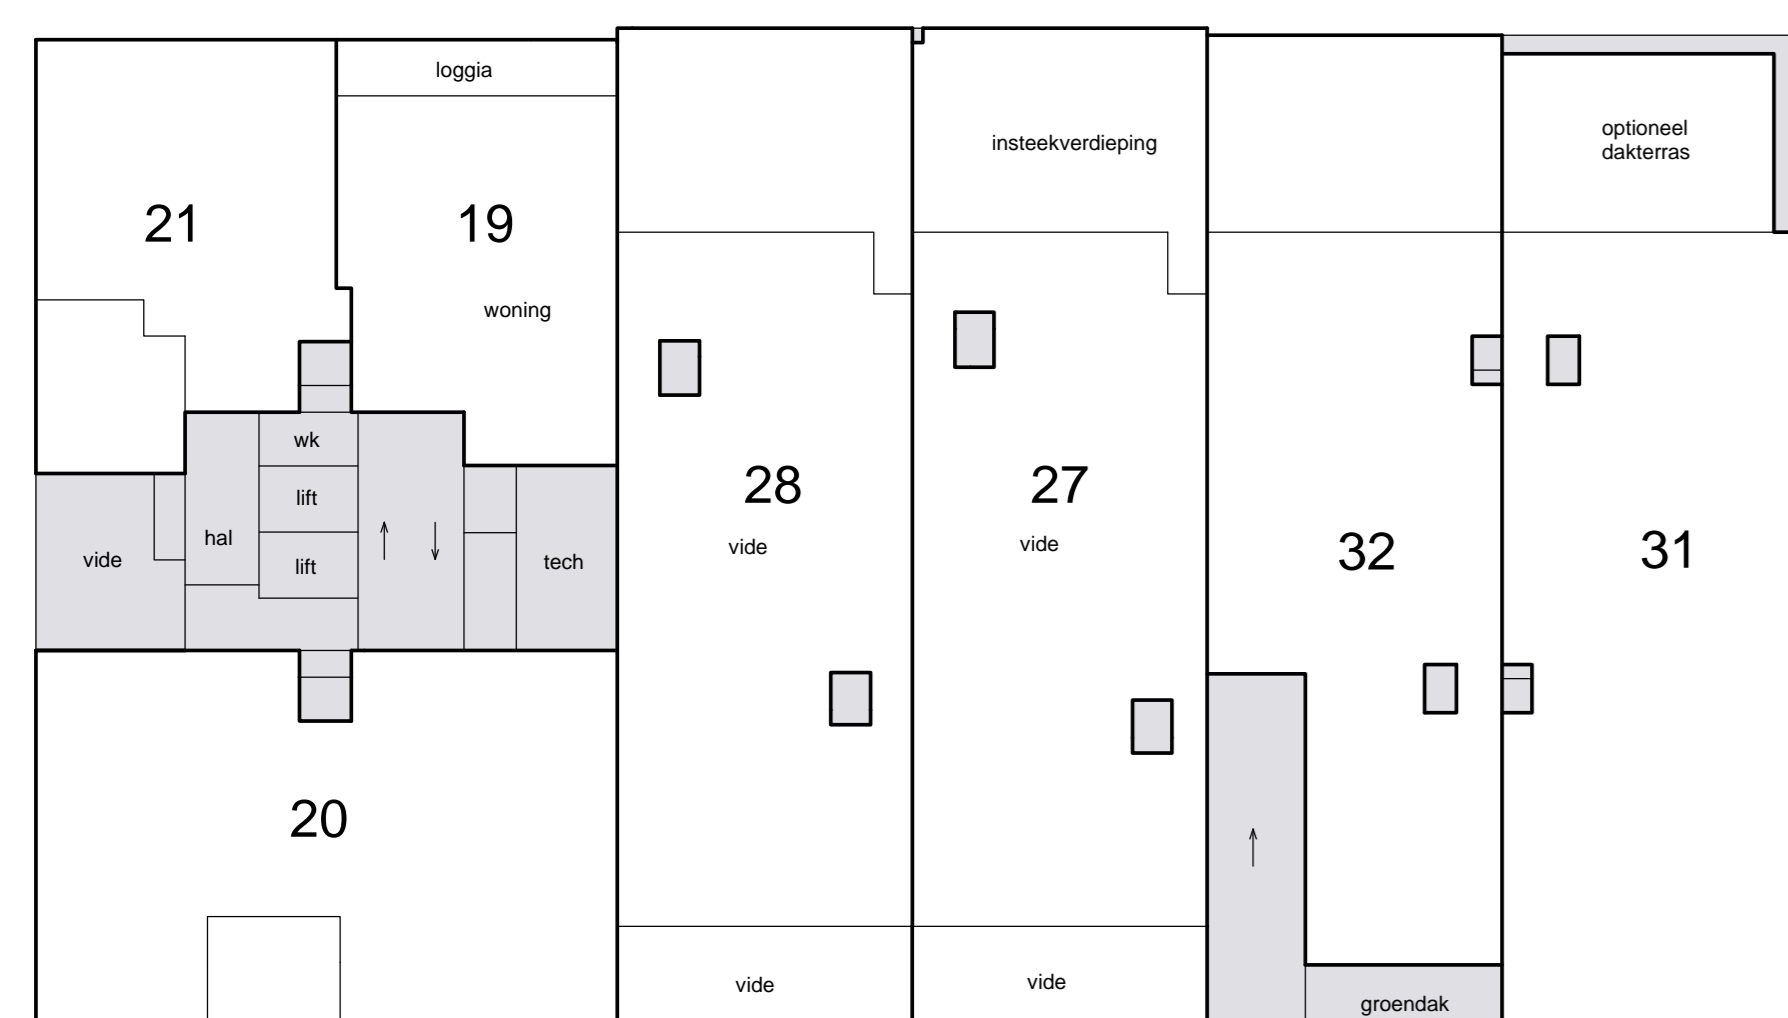 loggia
optioneel
dakterras
insteekverdieping
21
19
woning
wk
lift
hal
lift
vide
tech
28
vide
27
vide
32
31
20
vide
vide
groendak